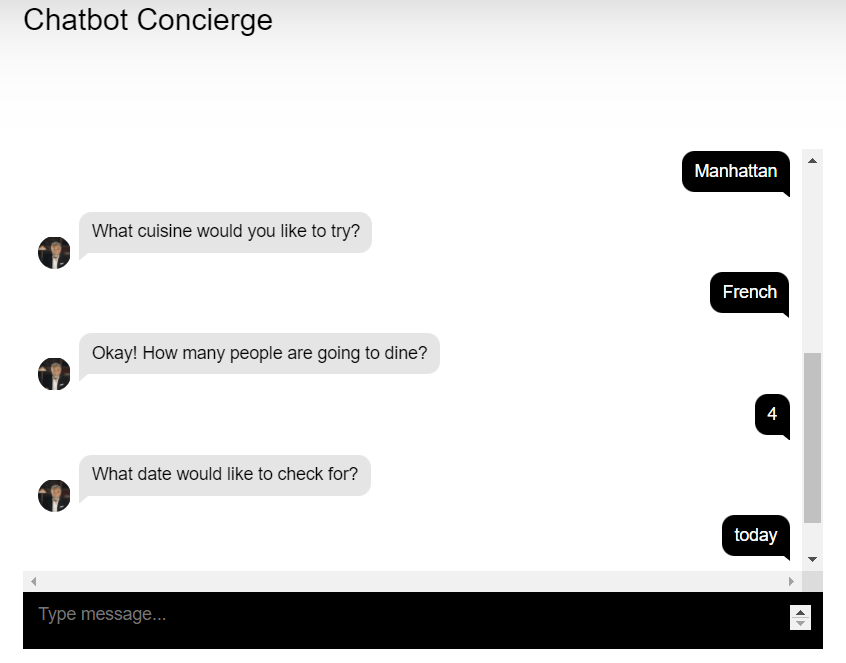 Chatbot Concierge
Manhattan
What cuisine would you like to try?
French
Okay! How many people are going to dine?
4
What date would like to check for?
today
Type message...